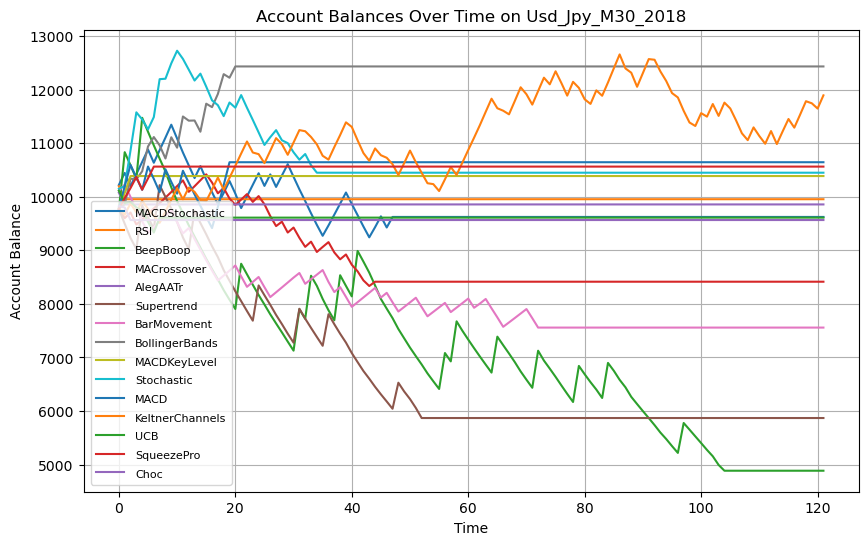 Account Balances Over Time on Usd_Jpy_M30_2018
Account Balance
13000
12000
11000
10000
9000
8000
7000
6000
5000
MACDStochastic
RSI
BeepBoop
MACrossover
AlegAATr
Supertrend
BarMovement
BollingerBands
MACDKeyLevel
Stochastic
MACD
KeltnerChannels
UCB
SqueezePro
Choc
0
20
40
60
80
100
120
Time